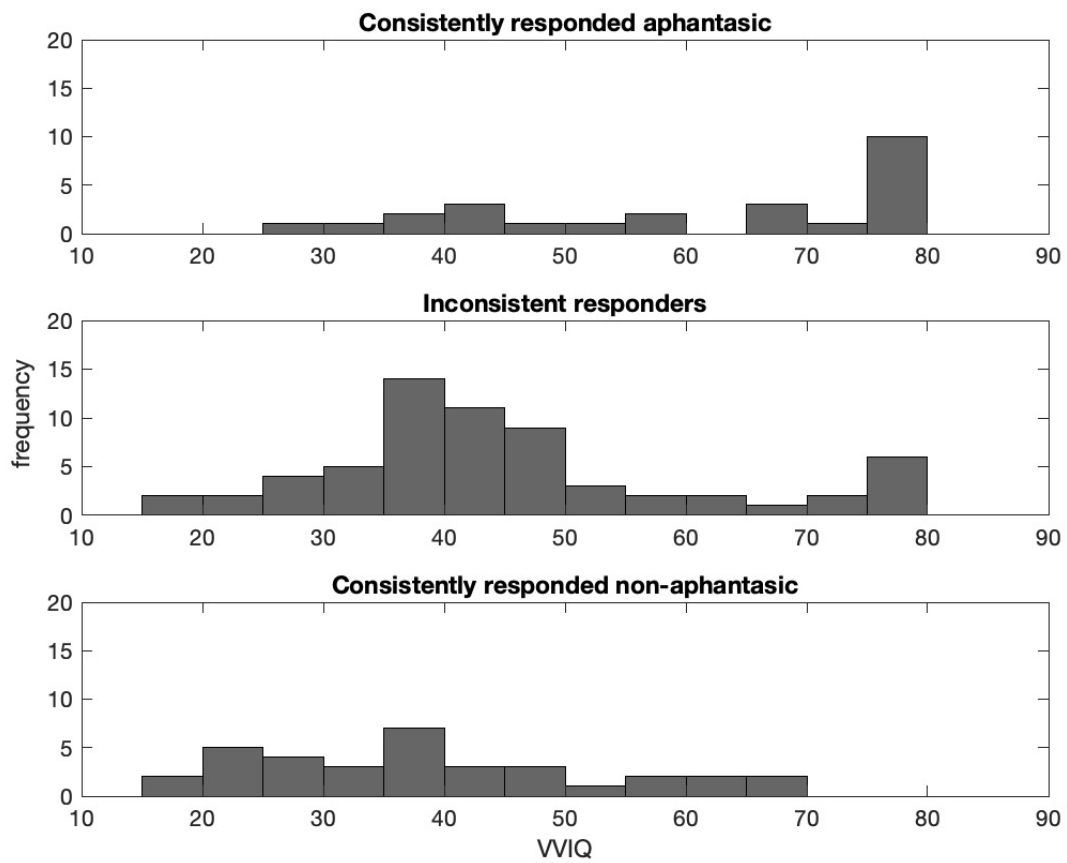 Consistently responded aphantasic
20
15
10
5
0
10 20 30 40 50 60 70 80 90
Inconsistent responders
20
15
10
5
0
frequency
10 20 30 40 50 60 70 80 90
Consistently responded non-aphantasic
20
15
10
5
0
10 20 30 40 50 60 70 80 90
VVIQ